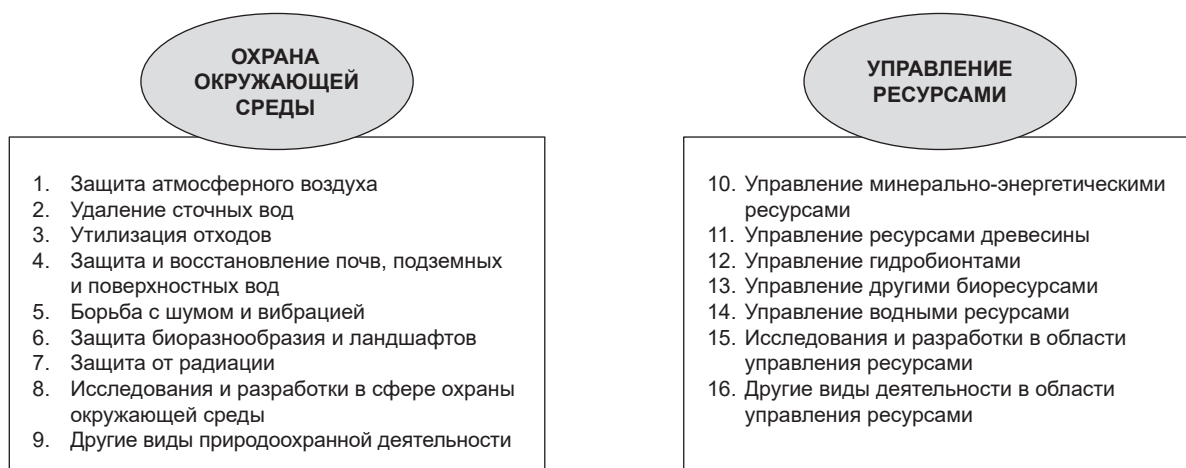 ОХРАНА
ОКРУЖАЮЩЕЙ
СРЕДЫ
1. Защита атмосферного воздуха
2. Удаление сточных вод
3. Утилизация отходов
4. Защита и восстановление почв, подземных
и поверхностных вод
5. Борьба с шумом и вибрацией
6. Защита биоразнообразия и ландшафтов
7. Защита от радиации
8. Исследования и разработки в сфере охраны
окружающей среды
9. Другие виды природоохранной деятельности
УПРАВЛЕНИЕ
РЕСУРСАМИ
10. Управление минерально-энергетическими
ресурсами
11. Управление ресурсами древесины
12. Управление гидробионтами
13. Управление другими биоресурсами
14. Управление водными ресурсами
15. Исследования и разработки в области
управления ресурсами
16. Другие виды деятельности в области
управления ресурсами